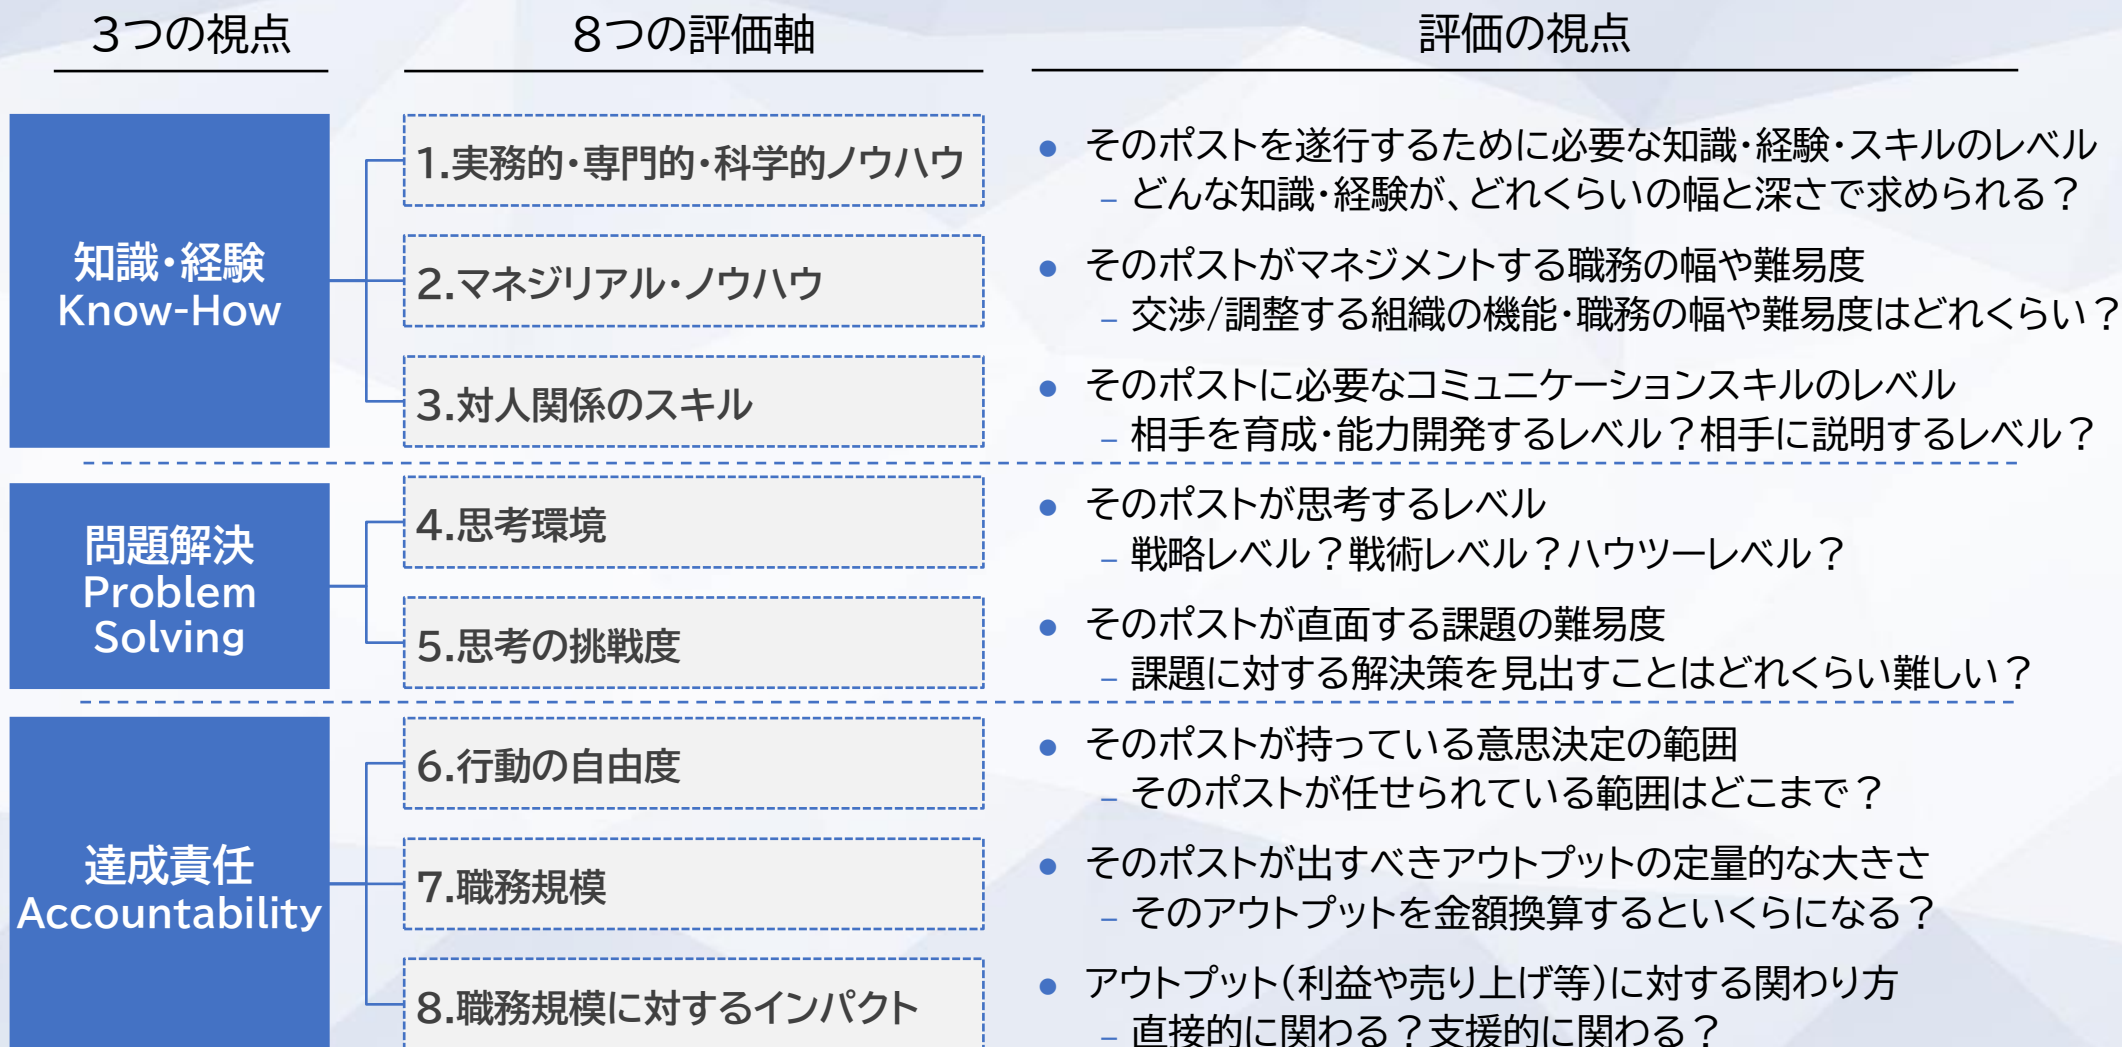 3つの視点
8つの評価軸
評価の視点
知識・経験
Know-How
1.実務的・専門的・科学的ノウハウ
● そのポストを遂行するために必要な知識・経験・スキルのレベル
– どんな知識・経験が、どれくらいの幅と深さで求められる？
2.マネジリアル・ノウハウ
● そのポストがマネジメントする職務の幅や難易度
– 交渉/調整する組織の機能・職務の幅や難易度はどれくらい？
3.対人関係のスキル
● そのポストに必要なコミュニケーションスキルのレベル
– 相手を育成・能力開発するレベル？相手に説明するレベル？
問題解決
Problem
Solving
4.思考環境
● そのポストが思考するレベル
– 戦略レベル？戦術レベル？ハウツーレベル？
5.思考の挑戦度
● そのポストが直面する課題の難易度
– 課題に対する解決策を見出すことはどれくらい難しい？
達成責任
Accountability
6.行動の自由度
● そのポストが持っている意思決定の範囲
– そのポストが任せられている範囲はどこまで？
7.職務規模
● そのポストが出すべきアウトプットの定量的な大きさ
– そのアウトプットを金額換算するといくらになる？
8.職務規模に対するインパクト
● アウトプット(利益や売り上げ等)に対する関わり方
– 直接的に関わる？支援的に関わる？